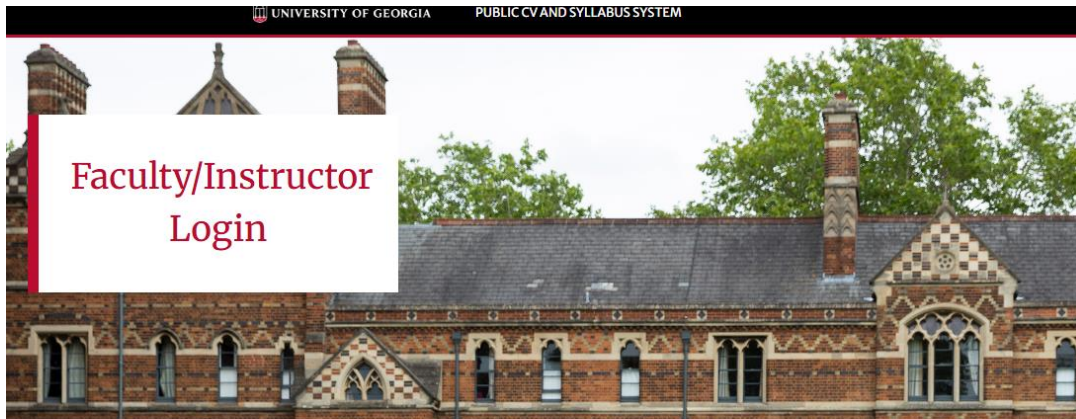 UNIVERSITY OF GEORGIA PUBLIC CV AND SYLLABUS SYSTEM
Faculty/Instructor
Login